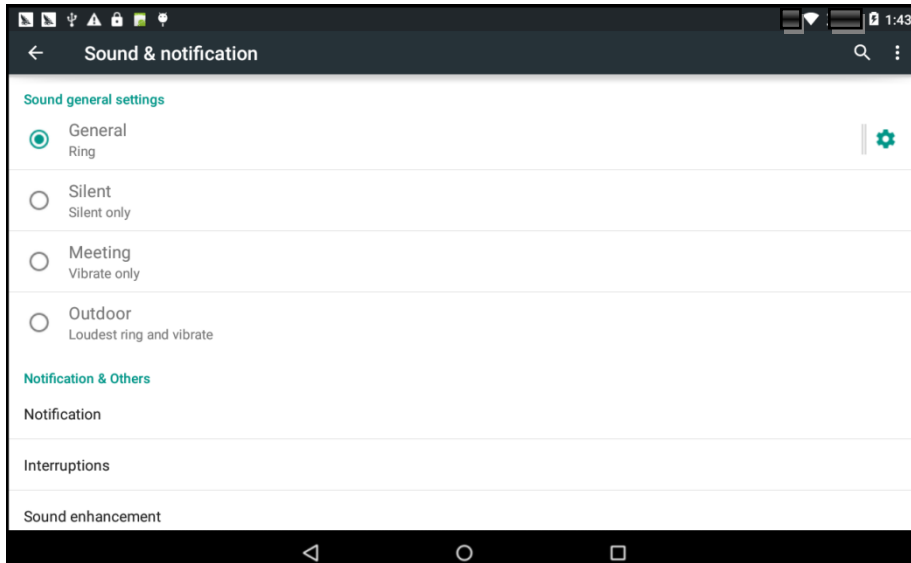 1:43
Sound & notification
Sound general settings
General
Ring
Silent
Silent only
Meeting
Vibrate only
Outdoor
Loudest ring and vibrate
Notification & Others
Notification
Interruptions
Sound enhancement